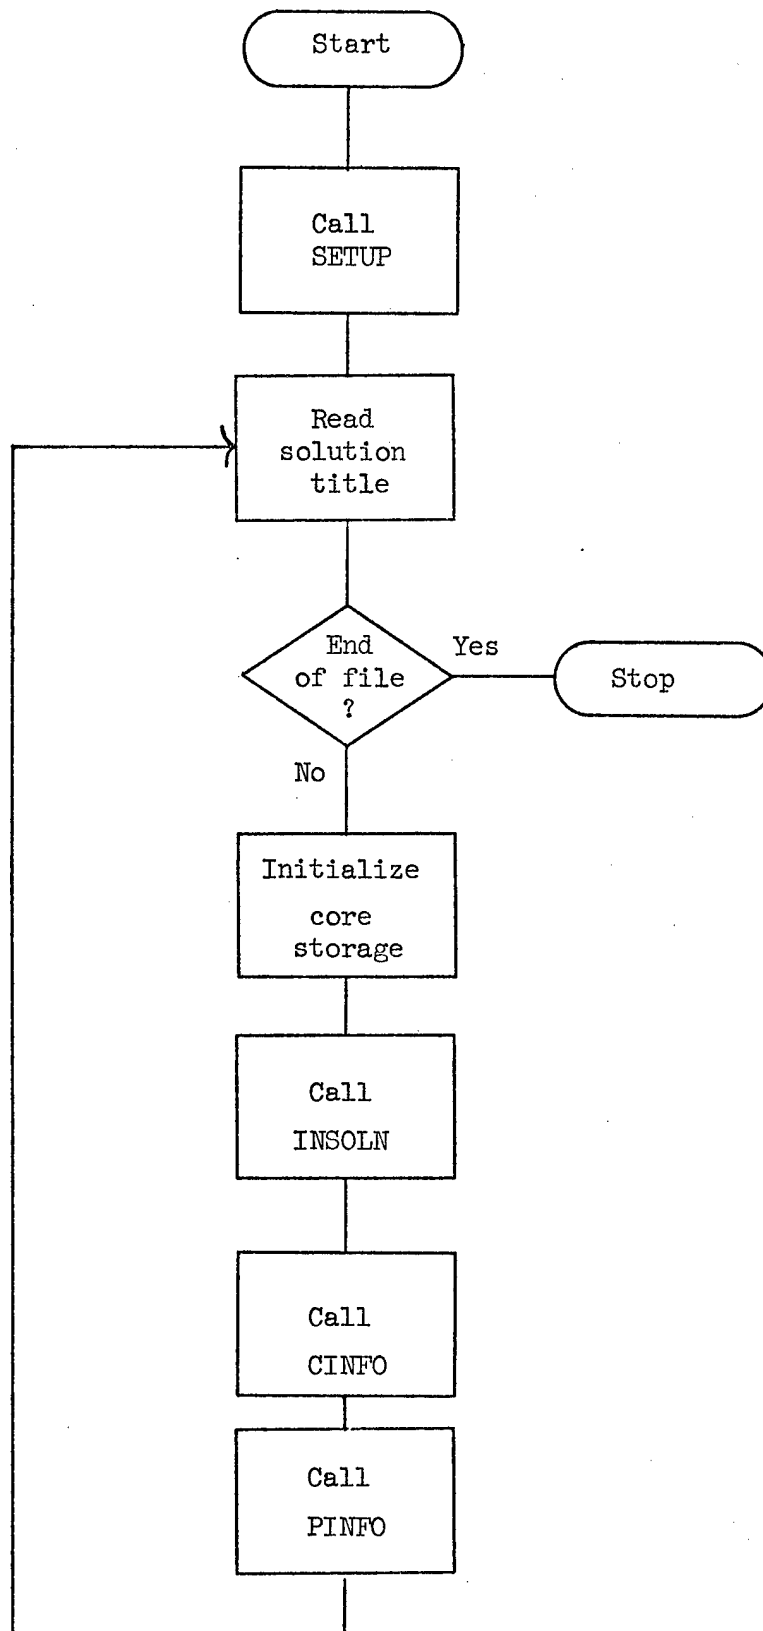 Start
Call
SETUP
Read
solution
title
End
of file
?
Yes
Stop
No
Initialize
core
storage
Call
INSOLN
Call
CINFO
Call
PINFO